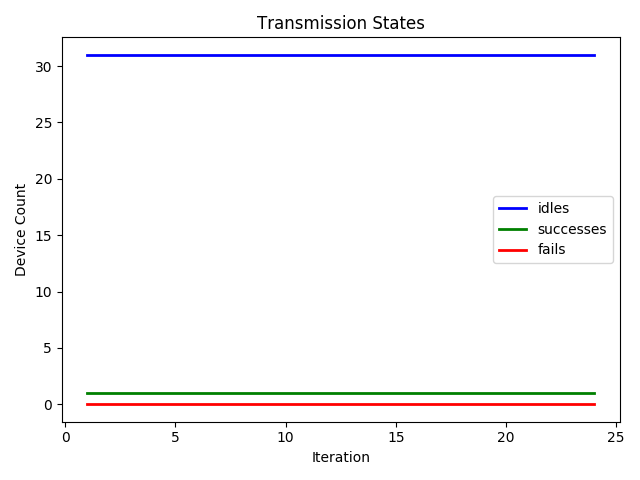 Transmission States
30
25
20
15
10
5
0
Device Count
idles
successes
fails
0 5 10 15 20 25
Iteration